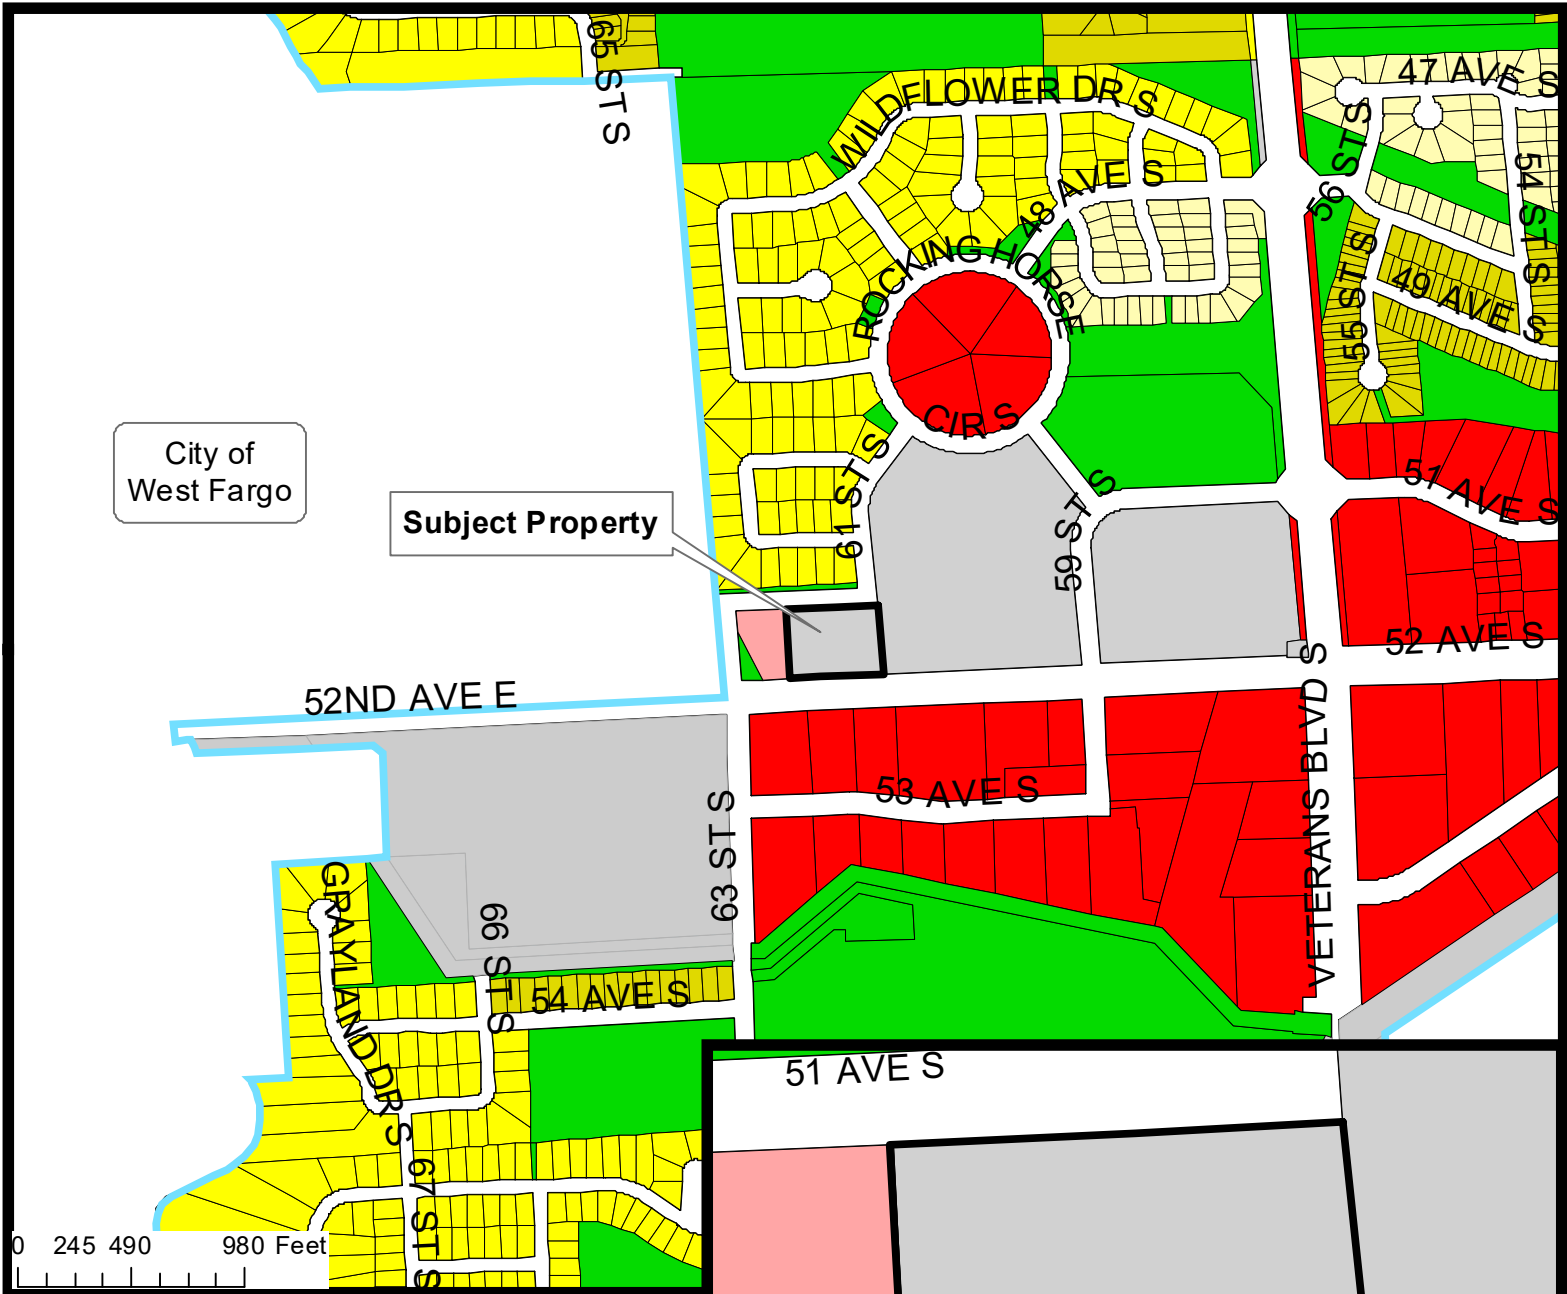 65 ST S
WILDFLOWER DR S
47 AVE S
56 ST S
54 ST S
48 AVE S
ROCKING HORSE
CIR S
55 ST S
49 AVE S
City of
West Fargo
Subject Property
61 ST S
59 ST S
51 AVE S
52 AVE S
52ND AVE E
53 AVE S
63 ST S
VETERANS BLVD S
GRAYLAND DR S
66 ST S
54 AVE S
67 ST S
51 AVE S
0 245 490 980 Feet